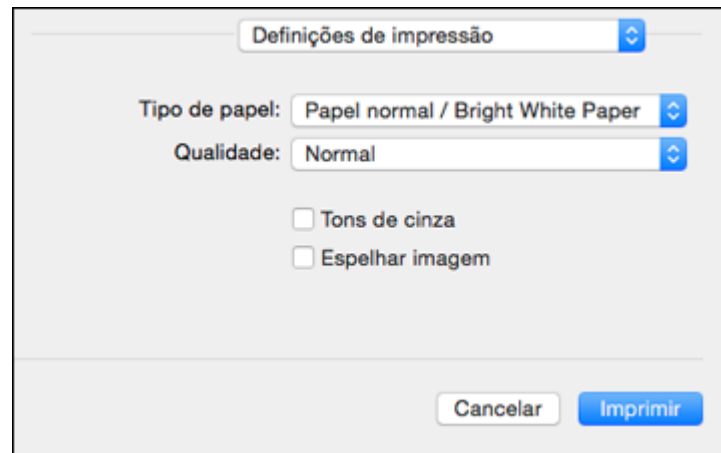 Definições de impressão
Tipo de papel: Papel normal / Bright White Paper
Qualidade: Normal
Tons de cinza
Espelhar imagem
Cancelar Imprimir